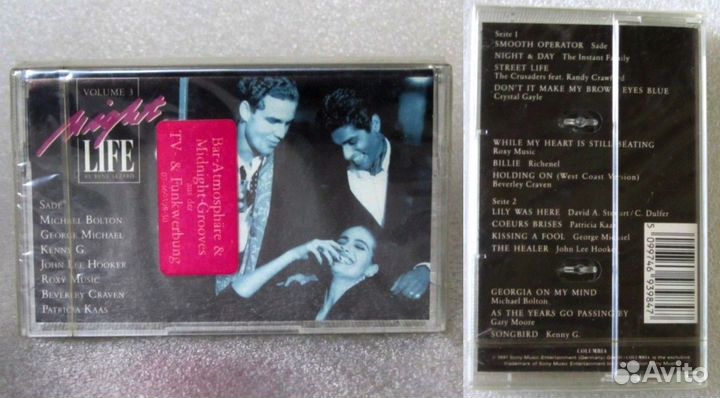 VOLUME 3
Night
LIFE
SADE
MICHAEL BOLTON
GEORGE MICHAEL
KENNY G.
JOHN LEE HOOKER
ROXY MUSIC
BEVERLEY CRAVEN
PATRICIA KAAS
Bar-Atmosphäre &
Midnight-Grooves
aus der
TV- & Funkwerbung
Seite 1
SMOOTH OPERATOR Sade
NIGHT & DAY The Instant Family
STREET LIFE
The Crusaders feat. Randy Crawford
DON'T IT MAKE MY BROWN EYES BLUE
Crystal Gayle
WHILE MY HEART IS STILL BEATING
Roxy Music
BILLIE Richenel
HOLDING ON (West Coast Version)
Beverley Craven
Seite 2
LILY WAS HERE David A. Stewart/C. Dulfer
COEURS BRISES Patricia Kaas
KISSING A FOOL George Michael
THE HEALER John Lee Hooker
GEORGIA ON MY MIND
Michael Bolton
AS THE YEARS GO PASSING BY
Gary Moore
SONGBIRD Kenny G.
5 099746 939847
COLUMBIA
Avito